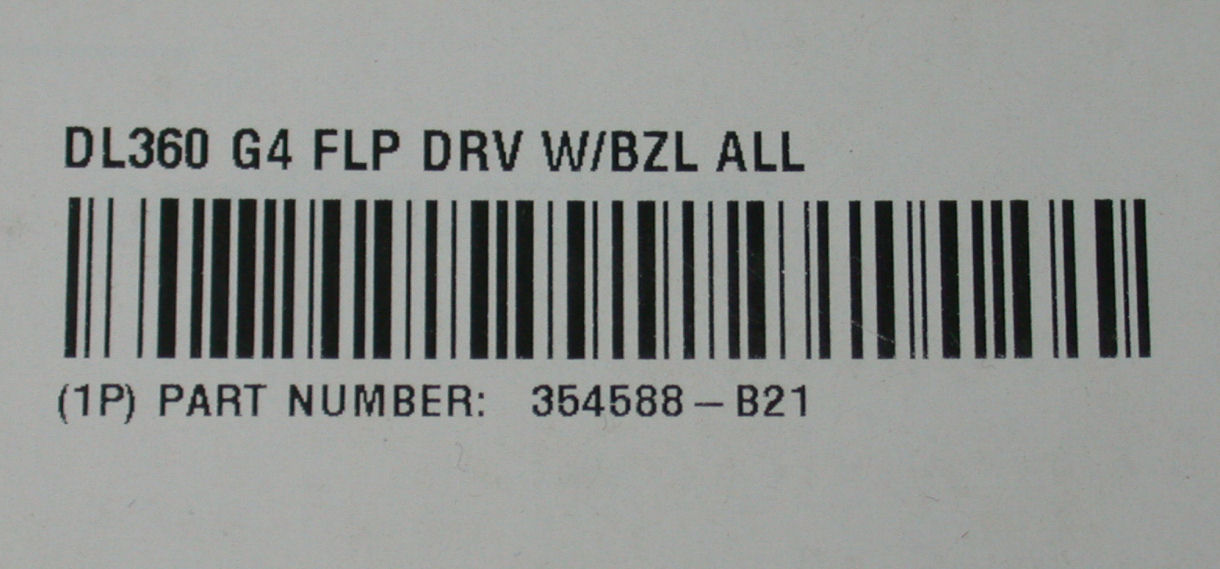 DL360 G4 FLP DRV W/BZL ALL
(1P) PART NUMBER: 354588-B21